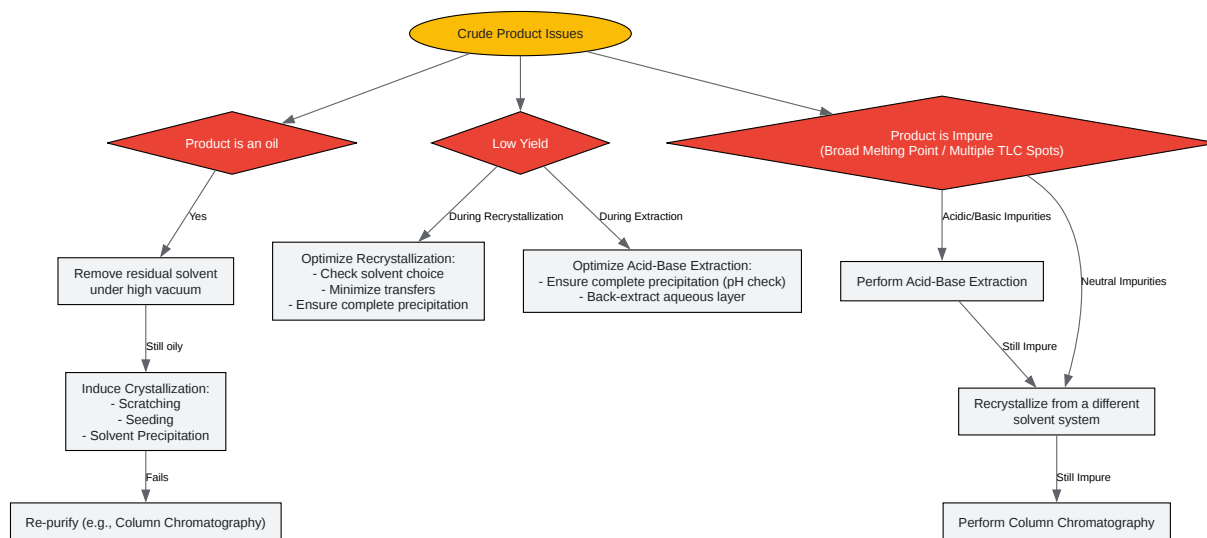 Crude Product Issues
Product is an oil
Low Yield
Product is Impure
(Broad Melting Point / Multiple TLC Spots)
Yes
During Recrystallization
During Extraction
Acidic/Basic Impurities
Neutral Impurities
Remove residual solvent
under high vacuum
Optimize Recrystallization:
- Check solvent choice
- Minimize transfers
- Ensure complete precipitation
Optimize Acid-Base Extraction:
- Ensure complete precipitation (pH check)
- Back-extract aqueous layer
Perform Acid-Base Extraction
Still oily
Still Impure
Induce Crystallization:
- Scratching
- Seeding
- Solvent Precipitation
Recrystallize from a different
solvent system
Fails
Still Impure
Re-purify (e.g., Column Chromatography)
Perform Column Chromatography